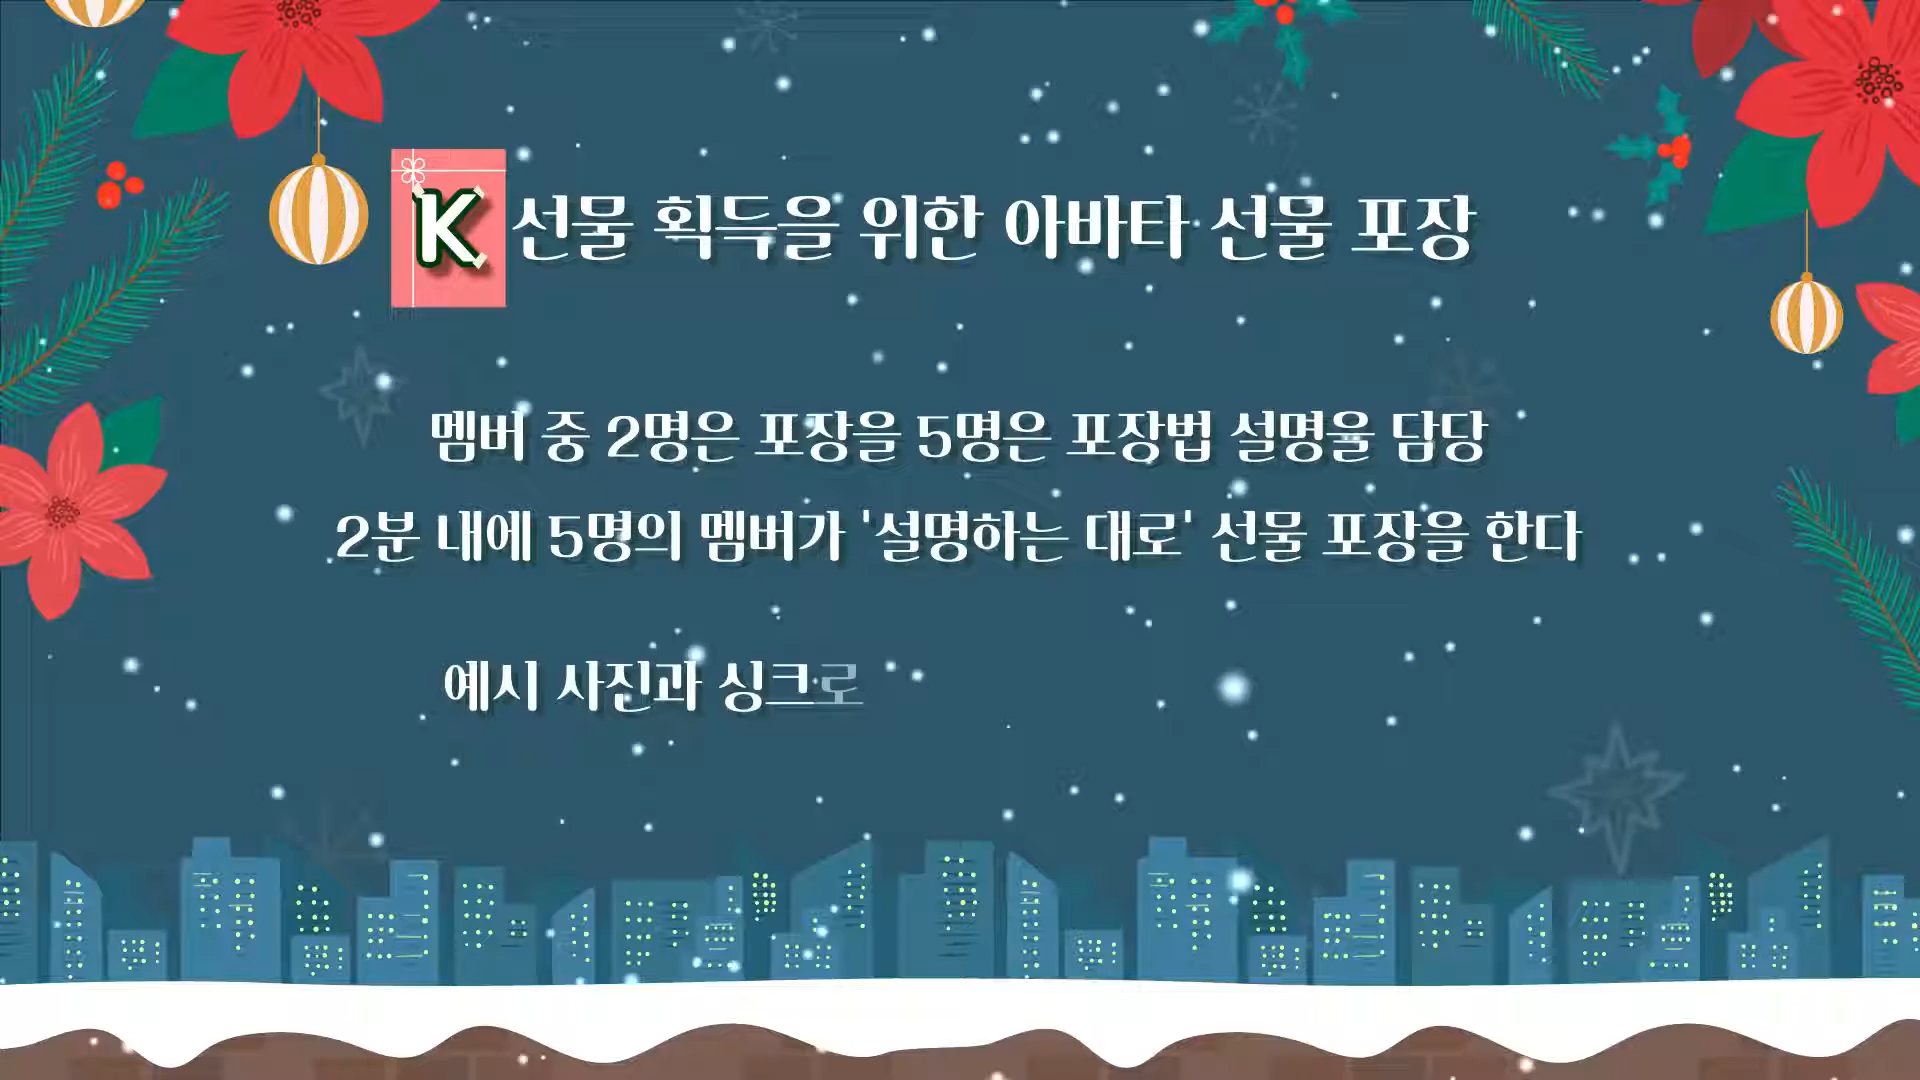 K 선물 획득을 위한 아바타 선물 포장
멤버 중 2명은 포장을 5명은 포장법 설명을 담당
2분 내에 5명의 멤버가 '설명하는 대로' 선물 포장을 한다
예시 사진과 싱크로